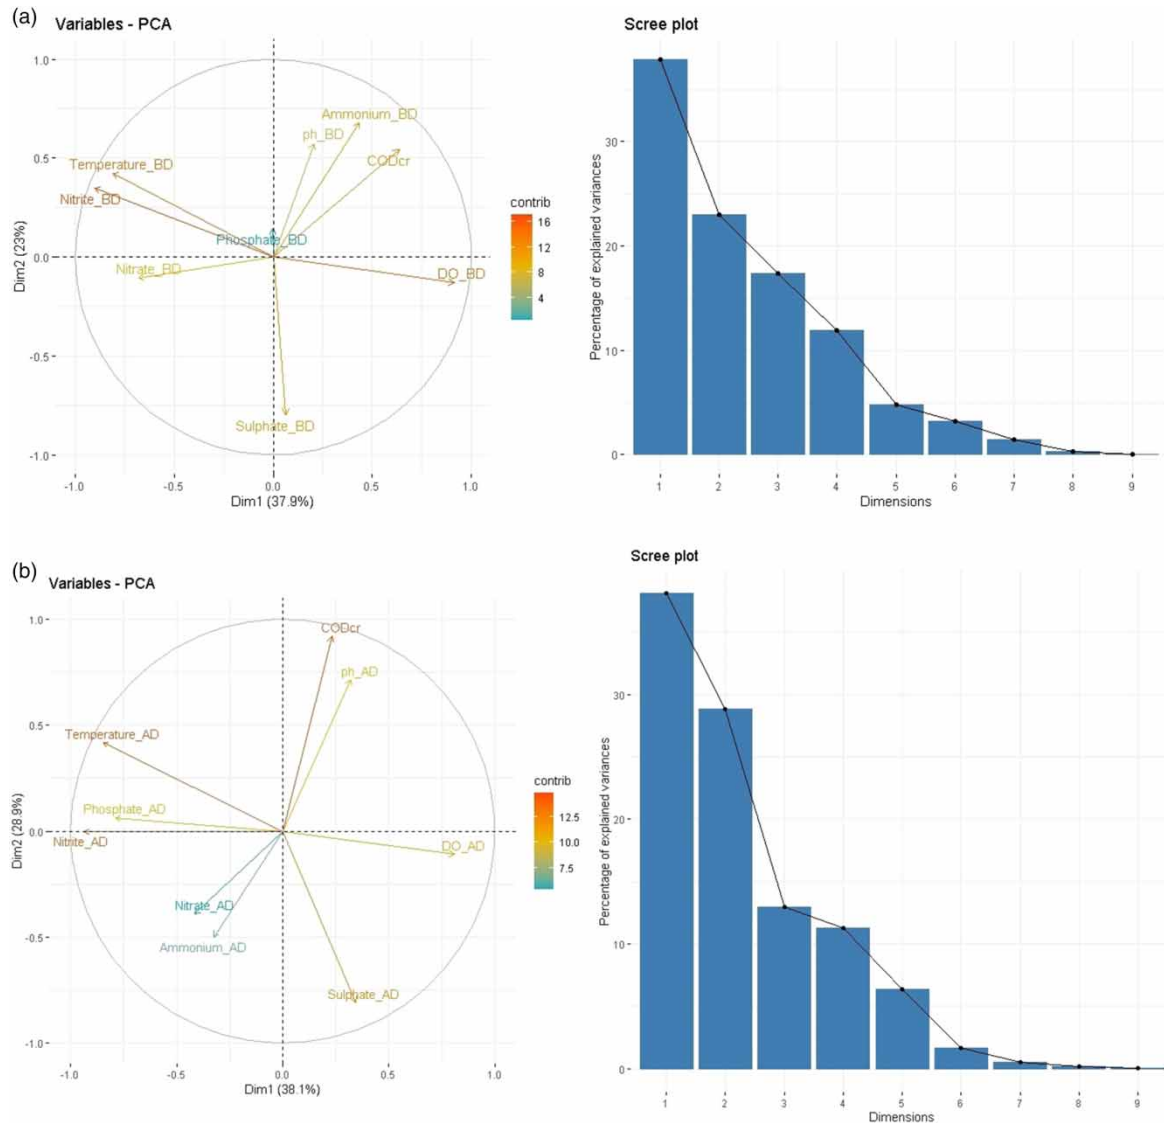 (a)
Variables - PCA
1.0
0.5
0.0
-0.5
-1.0
Dim2 (23%)
Ammonium_BD
ph_BD
CODcr
Temperature_BD
Nitrite_BD
Phosphate_BD
Nitrate_BD
DO_BD
Sulphate_BD
-1.0 -0.5 0.0 0.5 1.0
Dim1 (37.9%)
contrib
16
12
8
4
Scree plot
Percentage of explained variances
30
20
10
0
1 2 3 4 5 6 7 8 9
Dimensions
(b)
Variables - PCA
1.0
0.5
0.0
-0.5
-1.0
Dim2 (28.9%)
CODcr
ph_AD
Temperature_AD
Phosphate_AD
Nitrite_AD
DO_AD
Nitrate_AD
Ammonium_AD
Sulphate_AD
-1.0 -0.5 0.0 0.5 1.0
Dim1 (38.1%)
contrib
12.5
10.0
7.5
Scree plot
Percentage of explained variances
30
20
10
0
1 2 3 4 5 6 7 8 9
Dimensions